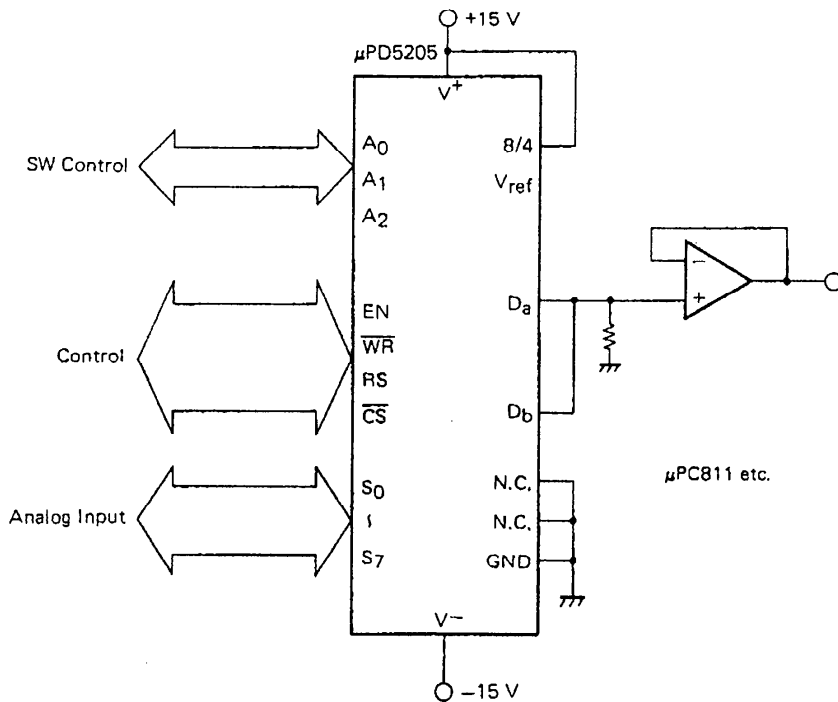 +15 V
μPD5205
V+
SW Control
A0
A1
A2
8/4
Vref
Control
EN
WR
RS
CS
Da
Db
μPC811 etc.
Analog Input
S0
≀
S7
N.C.
N.C.
GND
V−
−15 V
−
+